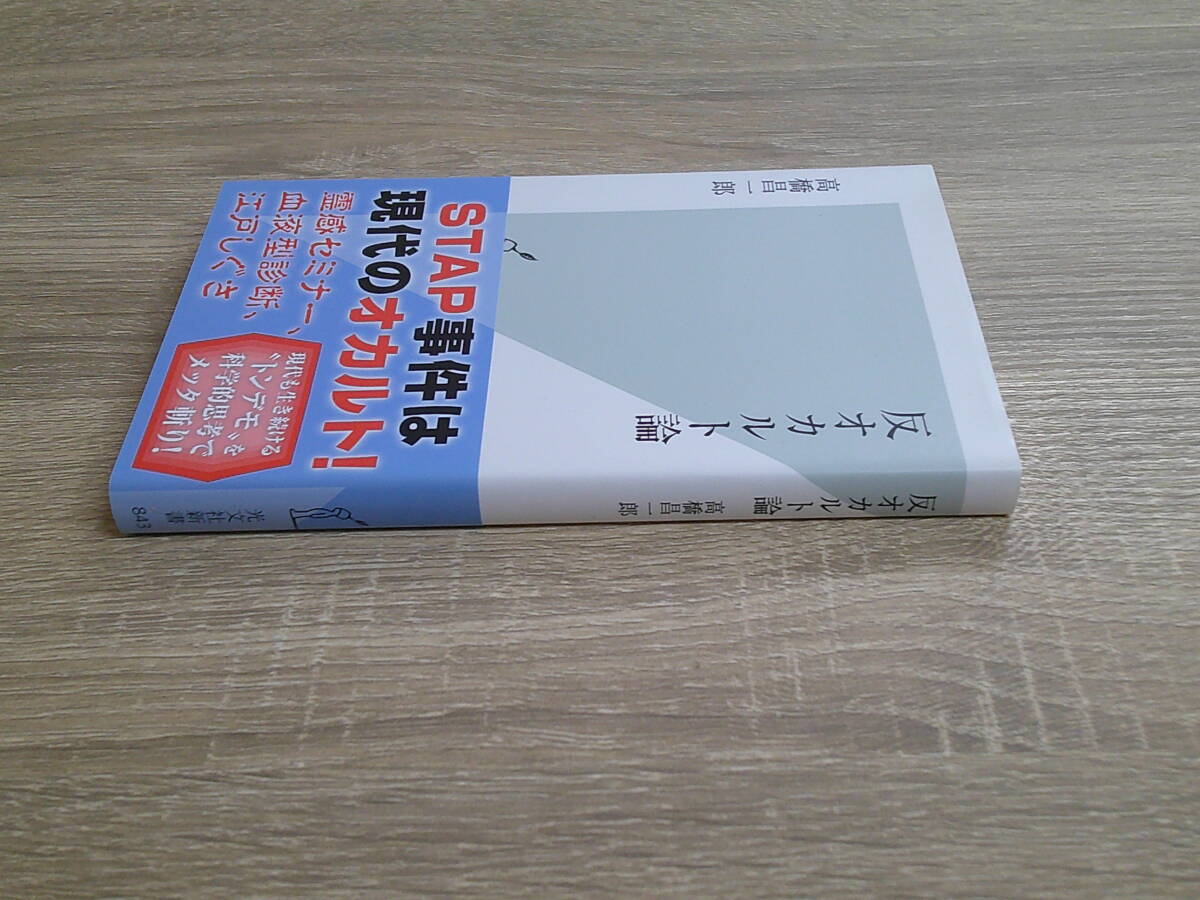 高橋昌一郎
反オカルト論
STAP事件は
現代のオカルト!
霊感セミナー、
血液型診断、
江戸しぐさ
現代も生き続ける
〝トンデモ〟を
科学的思考で
メッタ斬り!
反オカルト論
高橋昌一郎
光文社新書
843